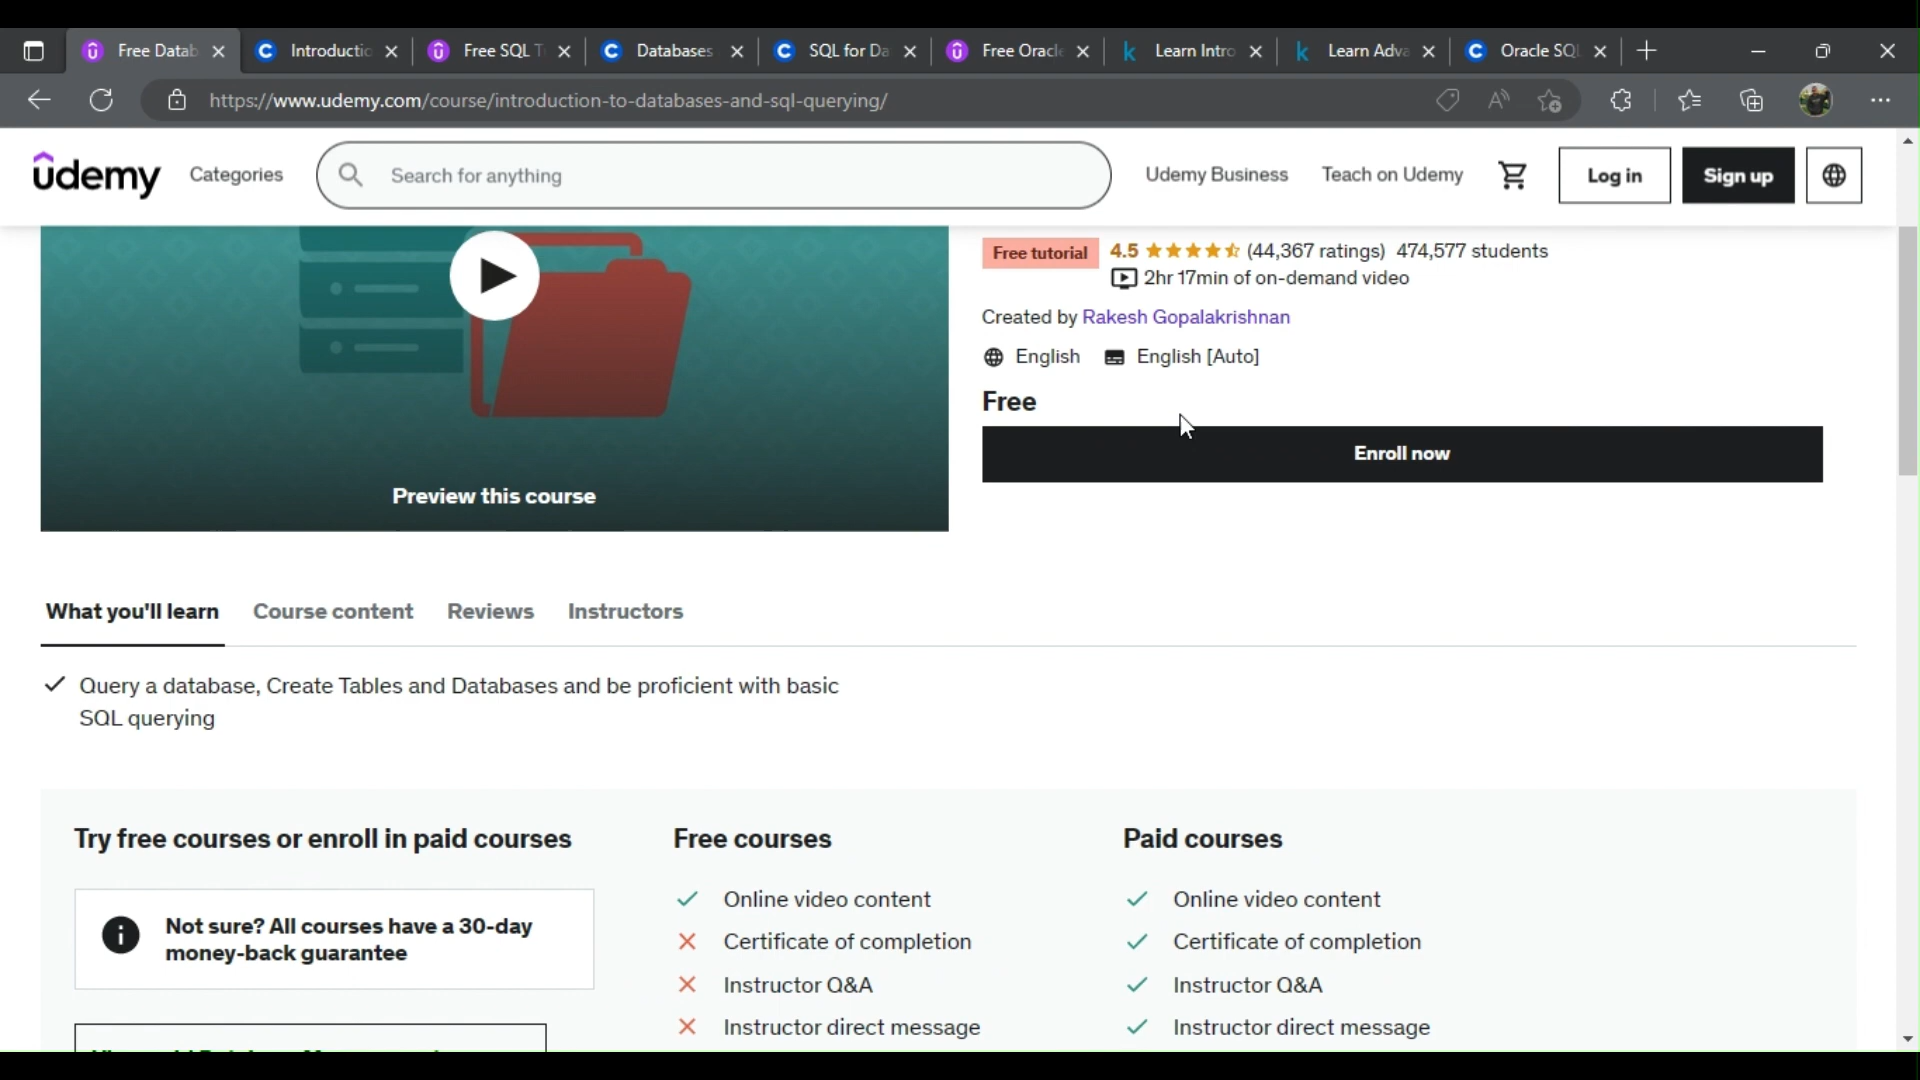 Free Datab
Introductio
Free SQL T
Databases
SQL for Da
Free Oracle
Learn Intro
Learn Adva
Oracle SQL
https://www.udemy.com/course/introduction-to-databases-and-sql-querying/
udemy
Categories
Search for anything
Udemy Business
Teach on Udemy
Log in
Sign up
Free tutorial
4.5 (44,367 ratings) 474,577 students
2hr 17min of on-demand video
Created by Rakesh Gopalakrishnan
English English [Auto]
Free
Enroll now
Preview this course
What you'll learn
Course content
Reviews
Instructors
Query a database, Create Tables and Databases and be proficient with basic
SQL querying
Try free courses or enroll in paid courses
Not sure? All courses have a 30-day
money-back guarantee
Free courses
Online video content
Certificate of completion
Instructor Q&A
Instructor direct message
Paid courses
Online video content
Certificate of completion
Instructor Q&A
Instructor direct message